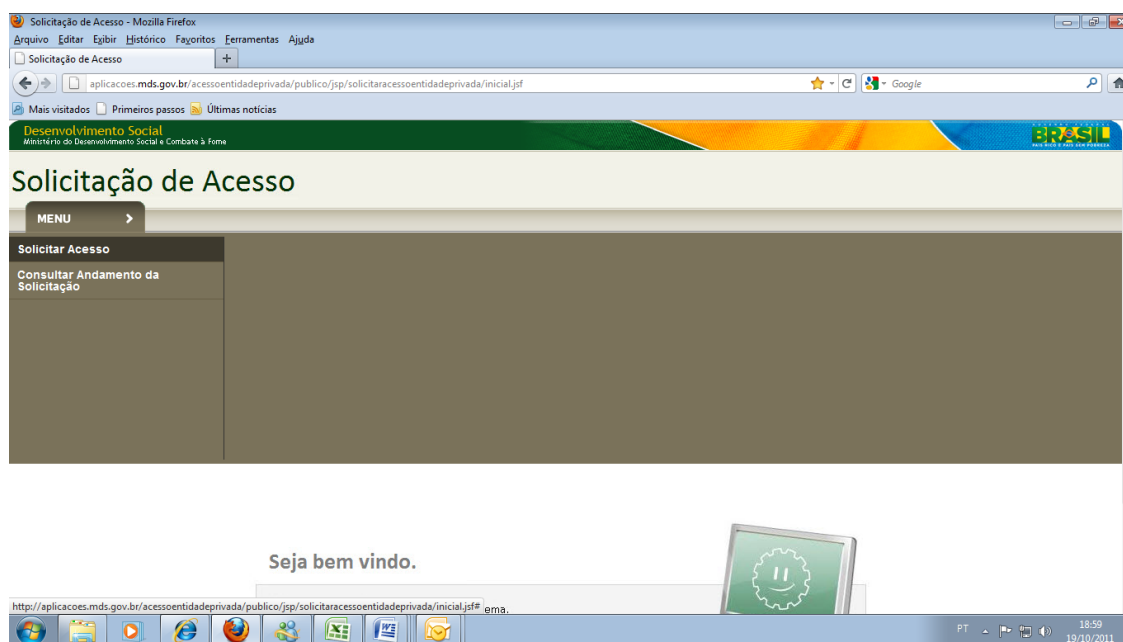 Solicitação de Acesso - Mozilla Firefox
Arquivo Editar Exibir Histórico Favoritos Ferramentas Ajuda
Solicitação de Acesso
aplicacoes.mds.gov.br/acessoentidadeprivada/publico/jsp/solicitaracessoentidadeprivada/inicial.jsf
Google
Mais visitados Primeiros passos Últimas notícias
Desenvolvimento Social
Ministério do Desenvolvimento Social e Combate à Fome
BRASIL
PAÍS RICO É PAÍS SEM POBREZA
Solicitação de Acesso
MENU
Solicitar Acesso
Consultar Andamento da
Solicitação
Seja bem vindo.
http://aplicacoes.mds.gov.br/acessoentidadeprivada/publico/jsp/solicitaracessoentidadeprivada/inicial.jsf# ema.
PT
18:59
19/10/2011